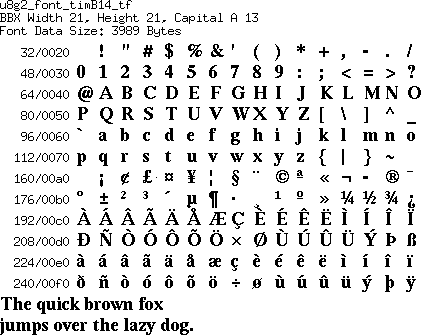 u8g2_font_timB14_tf
BBX Width 21, Height 21, Capital A 13
Font Data Size: 3989 Bytes
32/0020 ! " # $ % & ' ( ) * + , - . /
48/0030 0 1 2 3 4 5 6 7 8 9 : ; < = > ?
64/0040 @ A B C D E F G H I J K L M N O
80/0050 P Q R S T U V W X Y Z [ \ ] ^ _
96/0060 ` a b c d e f g h i j k l m n o
112/0070 p q r s t u v w x y z { | } ~
160/00a0 ¡ ¢ £ ¤ ¥ ¦ § ¨ © ª « ¬ - ® ¯
176/00b0 º ± ² ³ ´ µ ¶ · ¸ ¹ º » ¼ ½ ¾ ¿
192/00c0 À Á Â Ã Ä Å Æ Ç È É Ê Ë Ì Í Î Ï
208/00d0 Ð Ñ Ò Ó Ô Õ Ö × Ø Ù Ú Û Ü Ý Þ ß
224/00e0 à á â ã ä å æ ç è é ê ë ì í î ï
240/00f0 ð ñ ò ó ô õ ö ÷ ø ù ú û ü ý þ ÿ
The quick brown fox
jumps over the lazy dog.